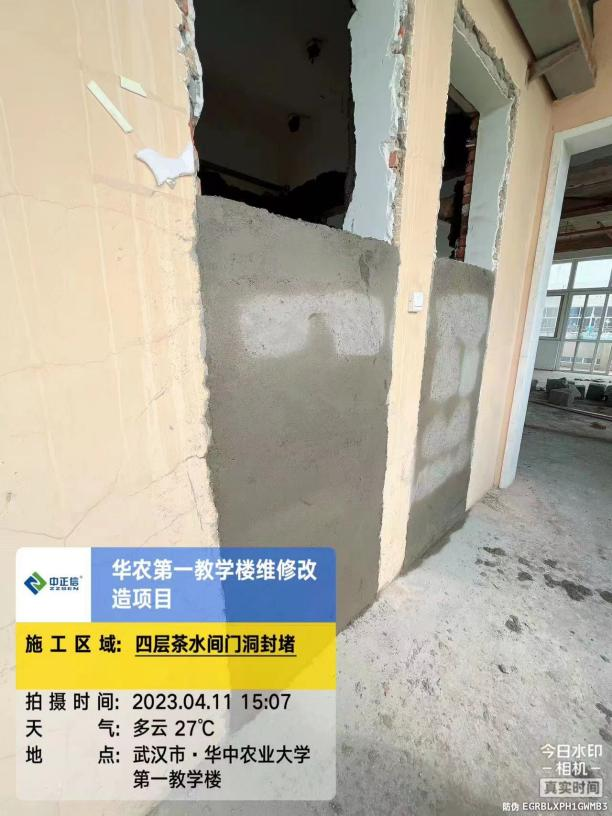 中正信®
ZZSEN
华农第一教学楼维修改
造项目
施工区域: 四层茶水间门洞封堵
拍摄时间: 2023.04.11 15:07
天气: 多云 27℃
地点: 武汉市·华中农业大学
第一教学楼
今日水印
-相机-
真实时间
防伪 EGRBLXPH1GWMB3